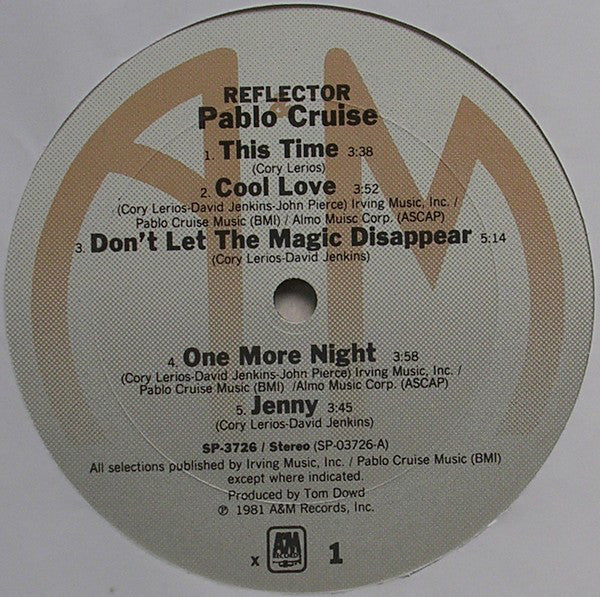 REFLECTOR
Pablo Cruise
1. This Time 3:38
(Cory Lerios)
2. Cool Love 3:52
(Cory Lerios-David Jenkins-John Pierce) Irving Music, Inc. /
Pablo Cruise Music (BMI) / Almo Muisc Corp. (ASCAP)
3. Don't Let The Magic Disappear 5:14
(Cory Lerios-David Jenkins)
4. One More Night 3:58
(Cory Lerios-David Jenkins-John Pierce) Irving Music, Inc. /
Pablo Cruise Music (BMI) /Almo Music Corp. (ASCAP)
5. Jenny 3:45
(Cory Lerios-David Jenkins)
SP-3726 / Stereo (SP-03726-A)
All selections published by Irving Music, Inc. / Pablo Cruise Music (BMI)
except where indicated.
Produced by Tom Dowd
℗ 1981 A&M Records, Inc.
x A&M RECORDS 1